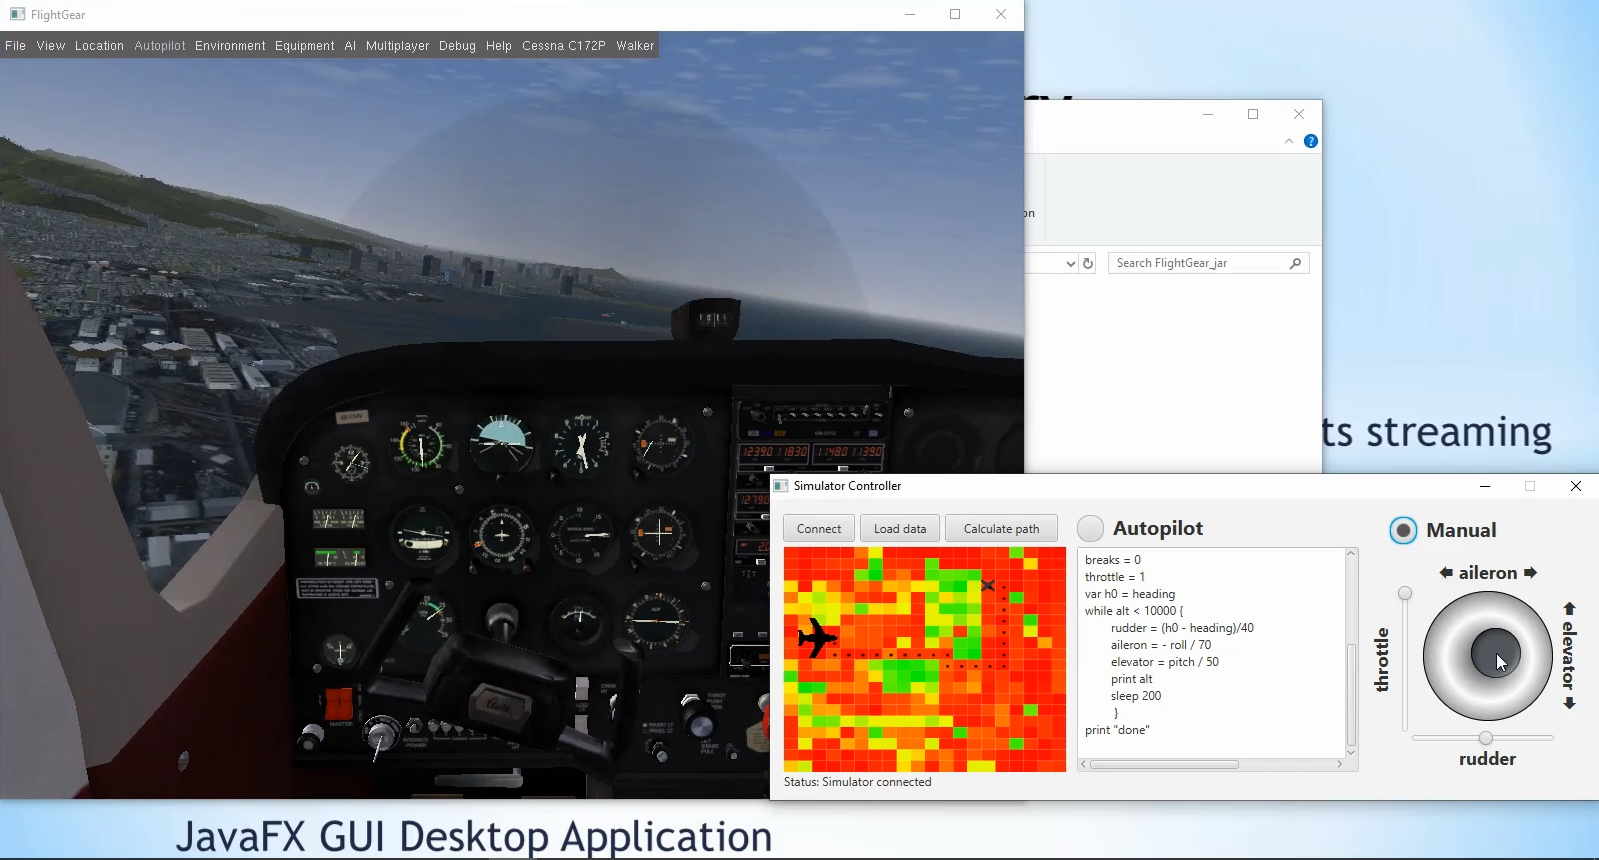 FlightGear
File View Location Autopilot Environment Equipment AI Multiplayer Debug Help Cessna C172P Walker
on
Search FlightGear_jar
ts streaming
Simulator Controller
Connect Load data Calculate path
Autopilot
Manual
breaks = 0
throttle = 1
var h0 = heading
while alt < 10000 {
rudder = (h0 - heading)/40
aileron = - roll / 70
elevator = pitch / 50
print alt
sleep 200
}
print "done"
aileron
throttle
elevator
rudder
Status: Simulator connected
MASTER
JavaFX GUI Desktop Application